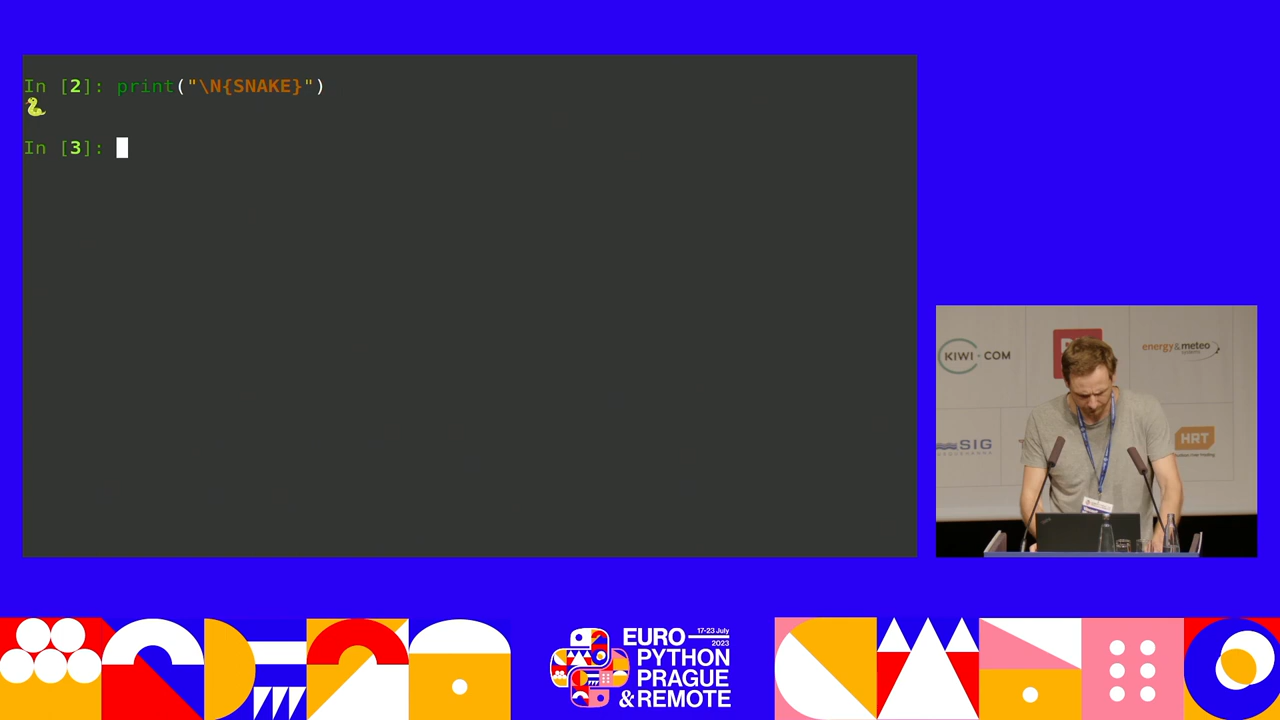 In [2]: print("\N{SNAKE}")
🐍
In [3]:
KIWI-COM
energy&meteo
systems
SIG
HRT
EURO
17-23 July
2023
PYTHON
PRAGUE
&REMOTE